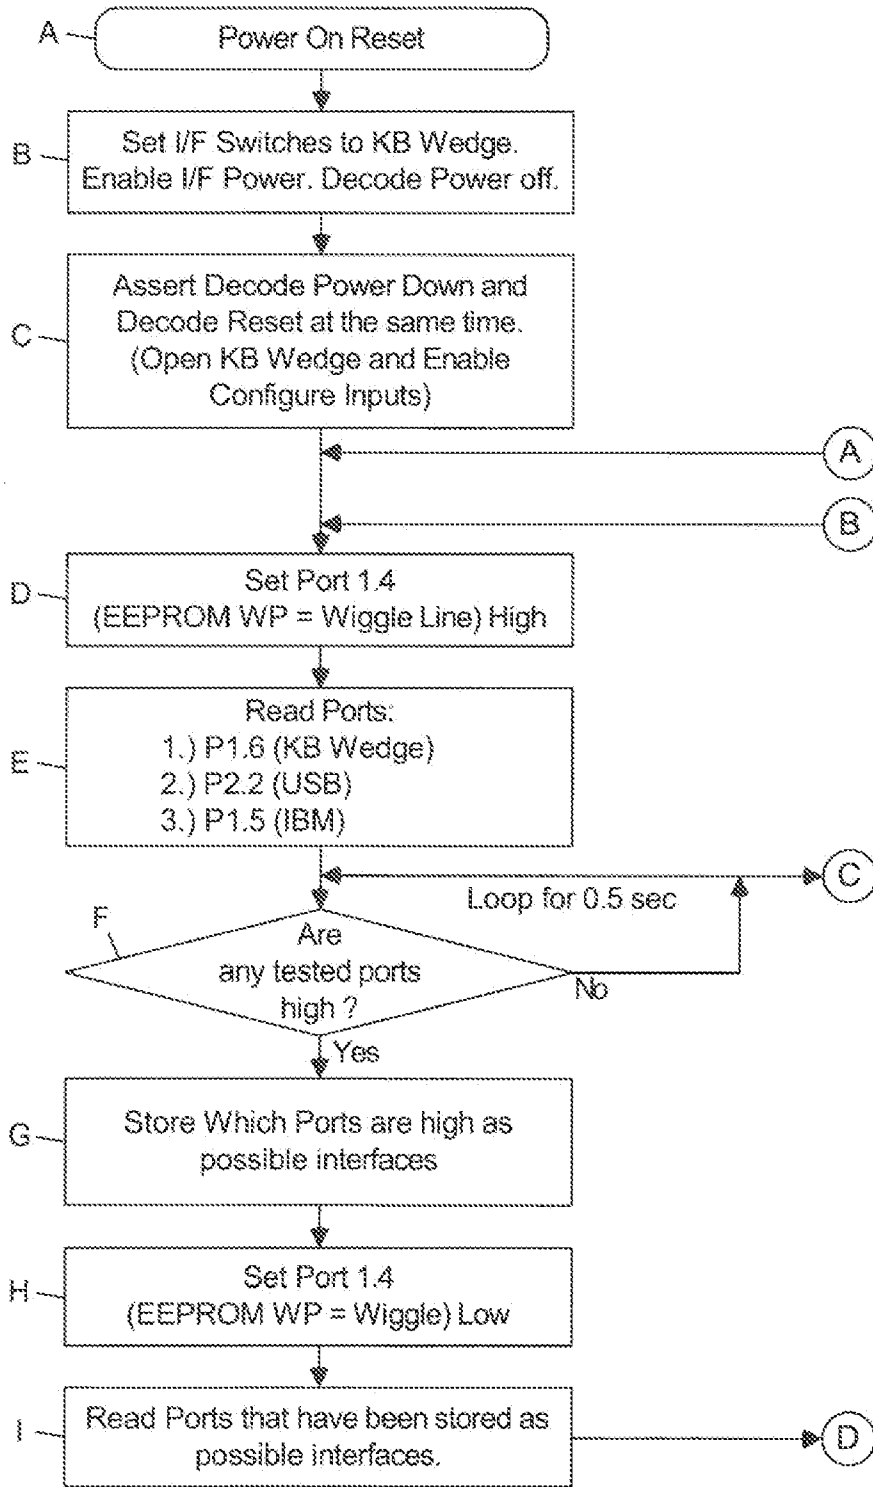 A
Power On Reset
B
Set I/F Switches to KB Wedge.
Enable I/F Power. Decode Power off.
C
Assert Decode Power Down and
Decode Reset at the same time.
(Open KB Wedge and Enable
Configure Inputs)
A
B
D
Set Port 1.4
(EEPROM WP = Wiggle Line) High
E
Read Ports:
1.) P1.6 (KB Wedge)
2.) P2.2 (USB)
3.) P1.5 (IBM)
C
Loop for 0.5 sec
F
Are
any tested ports
high ?
No
Yes
G
Store Which Ports are high as
possible interfaces
H
Set Port 1.4
(EEPROM WP = Wiggle) Low
I
Read Ports that have been stored as
possible interfaces.
D